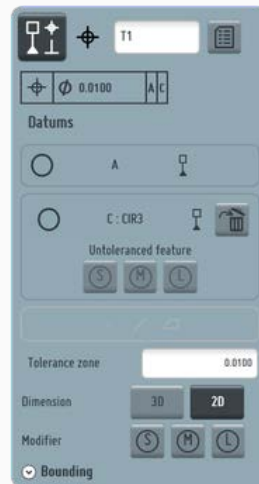 T1
⌖ Ø 0.0100 A C
Datums
A
C : CIR3
Untoleranced feature
S M L
Tolerance zone 0.0100
Dimension 3D 2D
Modifier S M L
Bounding